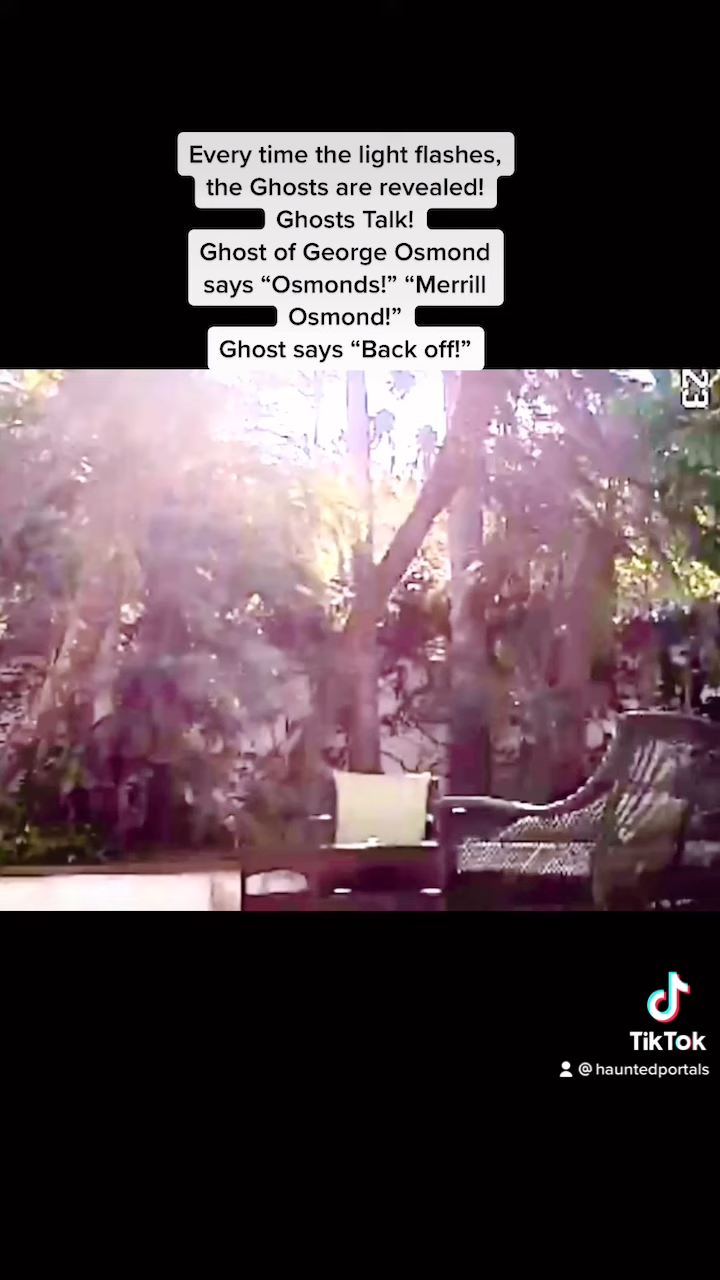 Every time the light flashes,
the Ghosts are revealed!
Ghosts Talk!
Ghost of George Osmond
says “Osmonds!” “Merrill
Osmond!”
Ghost says “Back off!”
23
TikTok
@hauntedportals